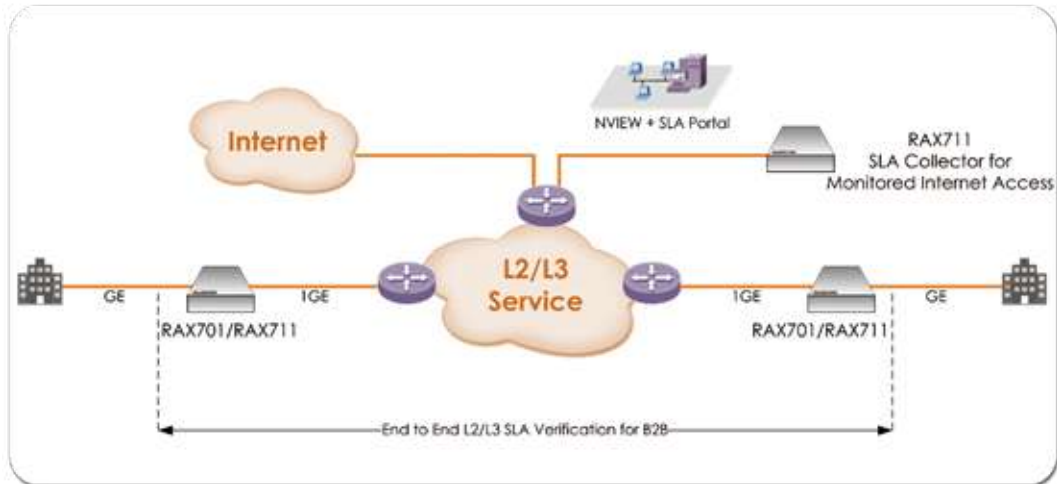 NVIEW + SLA Portal
Internet
RAX711
SLA Collector for
Monitored Internet Access
L2/L3
Service
GE
1GE
1GE
GE
RAX701/RAX711
RAX701/RAX711
End to End L2/L3 SLA Verification for B2B